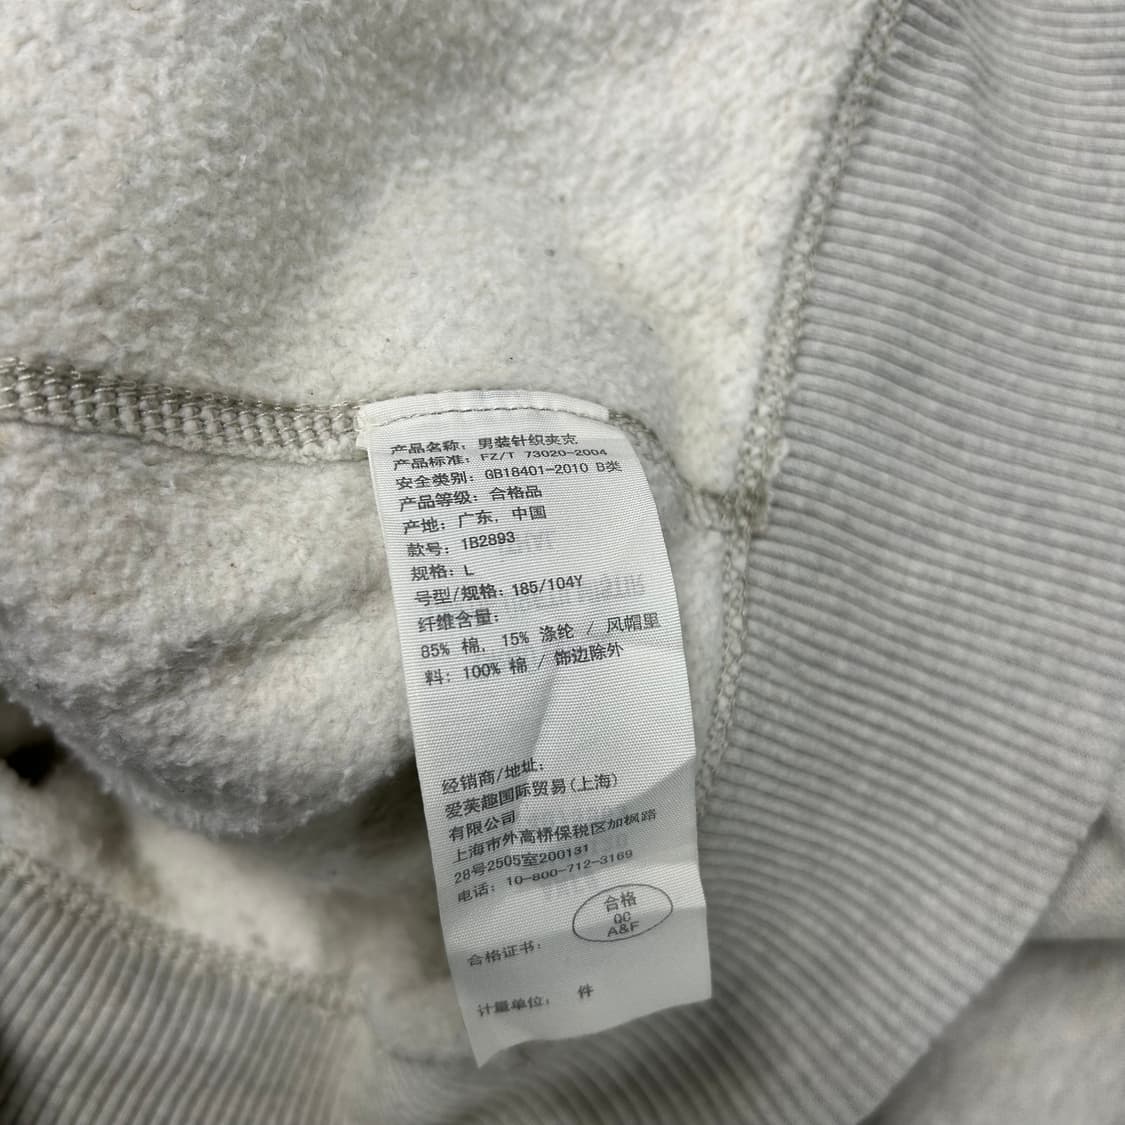 产品名称: 男装针织夹克
产品标准: FZ/T 73020-2004
安全类别: GB18401-2010 B类
产品等级: 合格品
产地: 广东, 中国
款号: 1B2893
规格: L
号型/规格: 185/104Y
纤维含量:
85% 棉, 15% 涤纶 / 风帽里
料: 100% 棉 / 饰边除外
经销商/地址:
爱芙趣国际贸易(上海)
有限公司
上海市外高桥保税区加枫路
28号2505室200131
电话: 10-800-712-3169
合格
QC
A&F
合格证书:
计量单位: 件